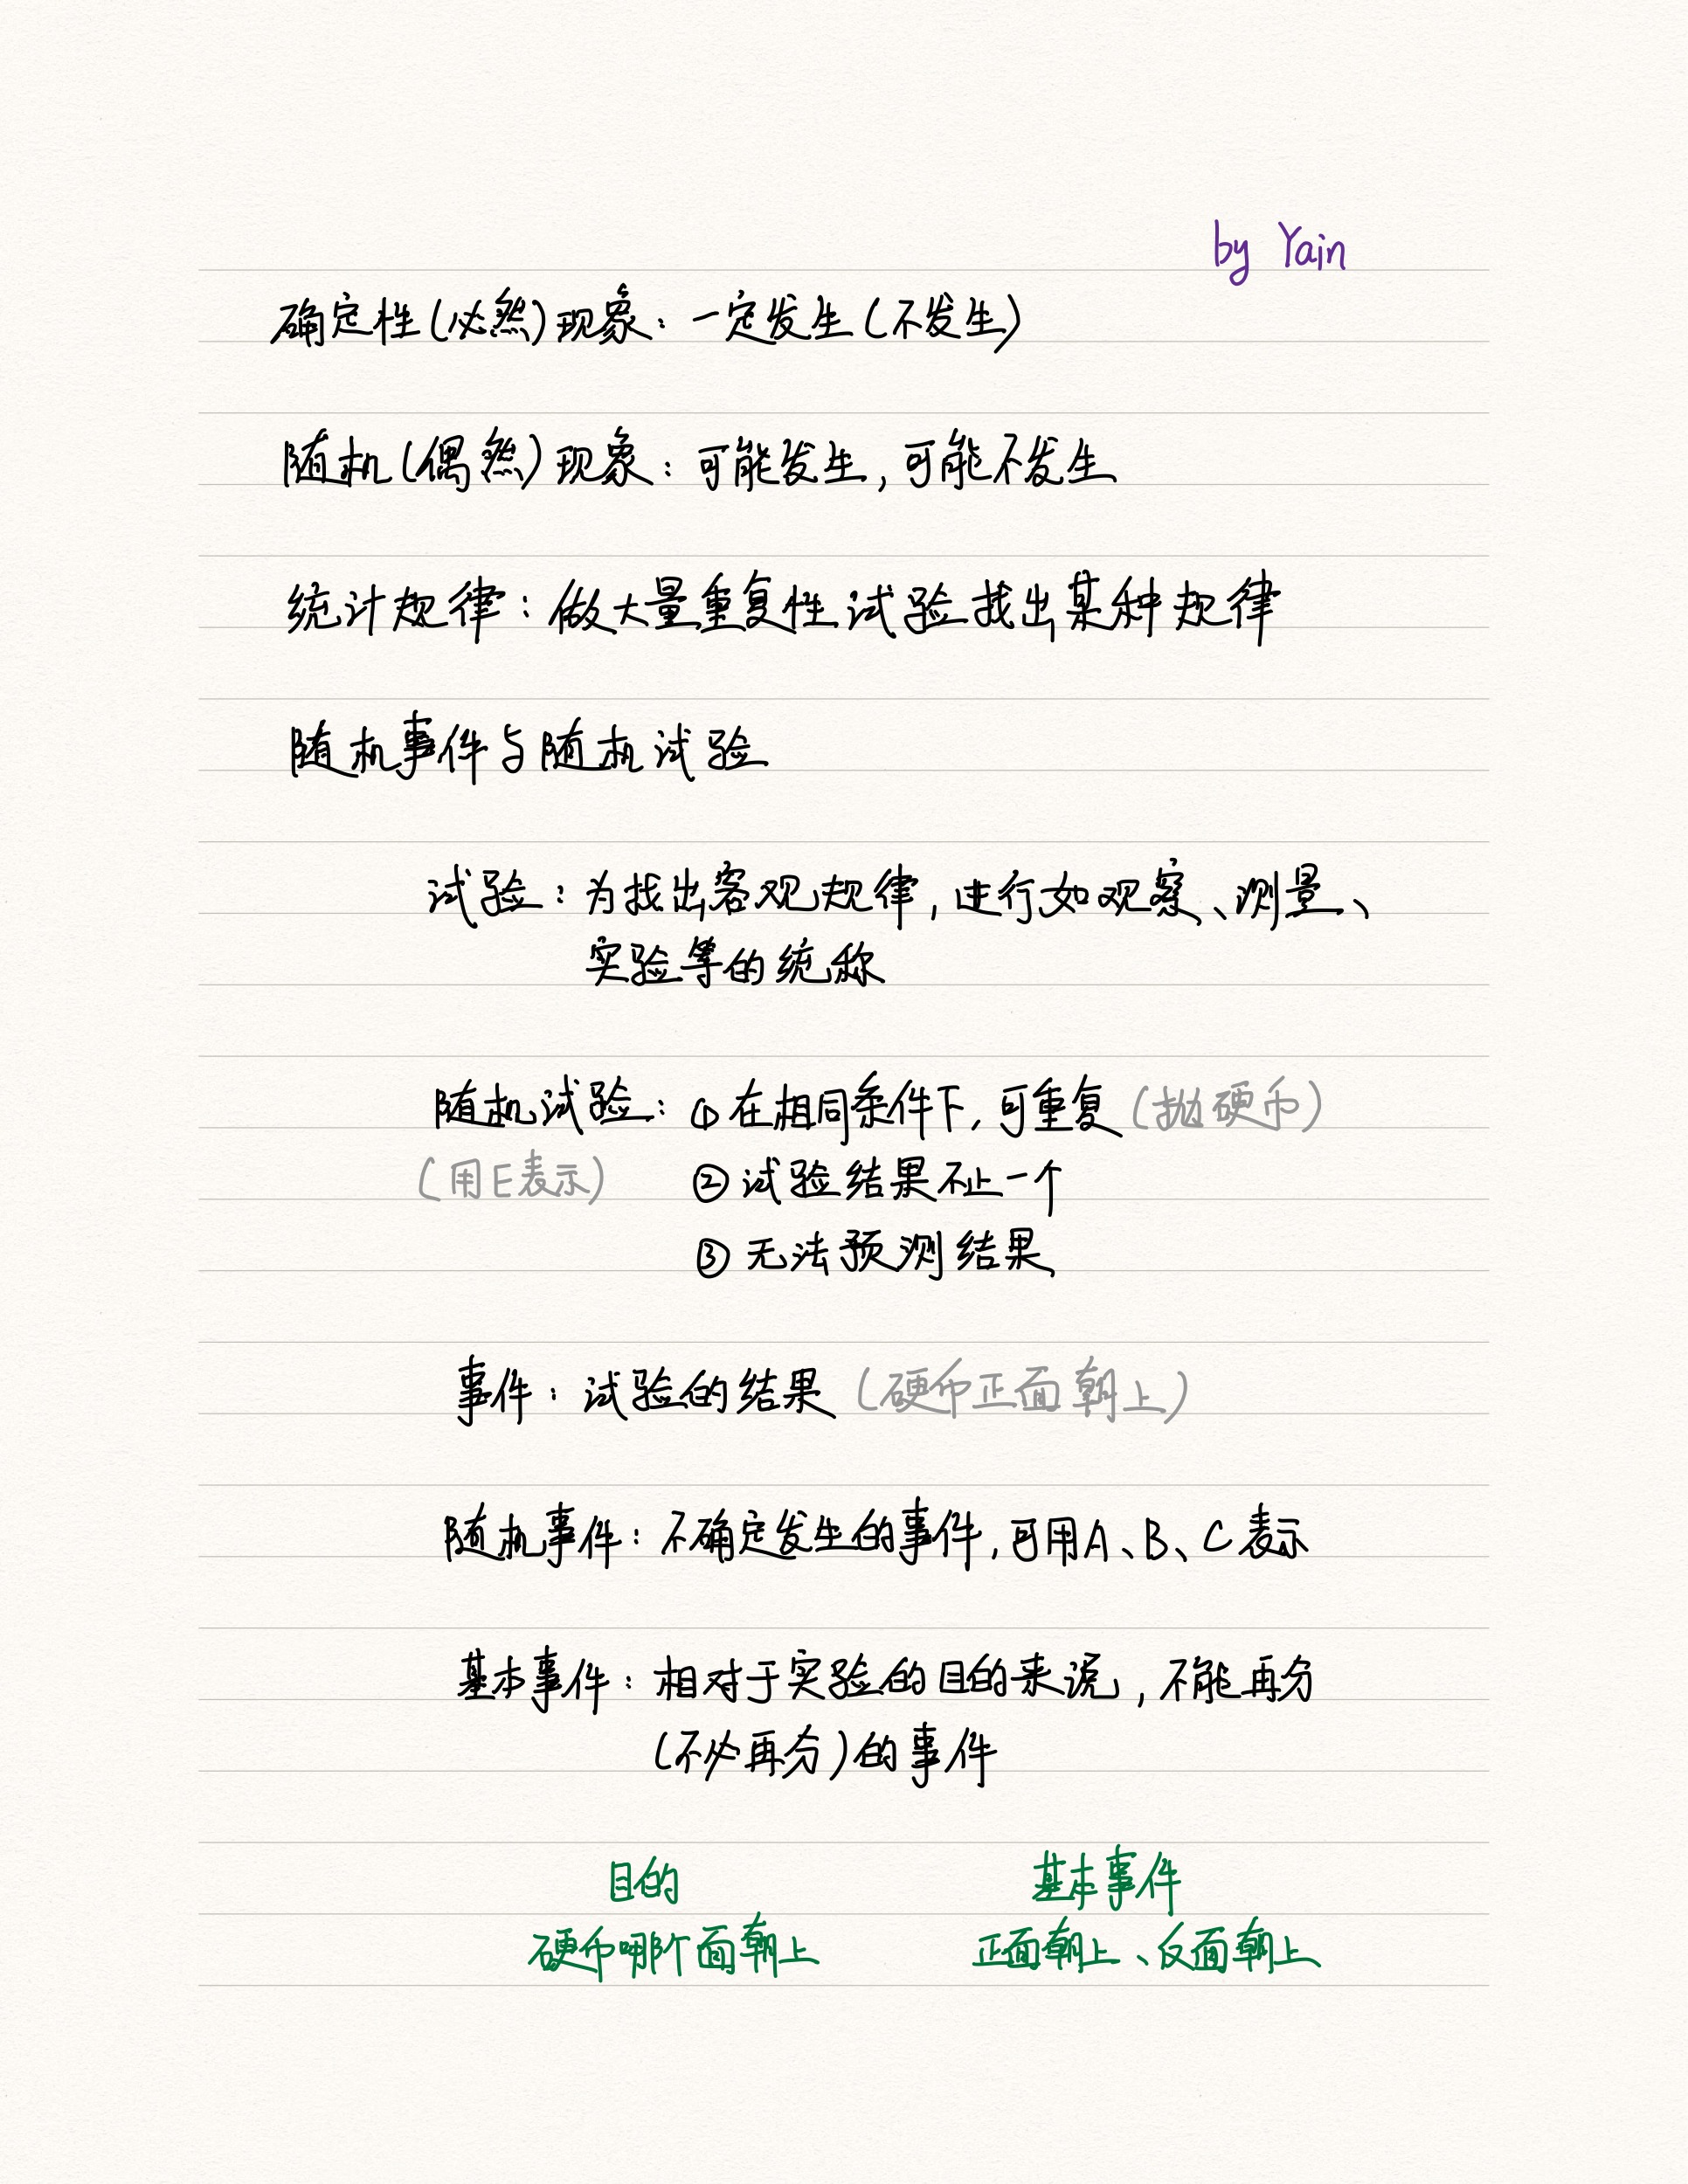 by Yain
确定性(必然)现象：一定发生(不发生)
随机(偶然)现象：可能发生,可能不发生
统计规律：做大量重复性试验找出某种规律
随机事件与随机试验
试验：为找出客观规律,进行如观察、测量、
实验等的统称
随机试验：①在相同条件下,可重复(抛硬币)
(用E表示) ②试验结果不止一个
③无法预测结果
事件：试验的结果(硬币正面朝上)
随机事件：不确定发生的事件,可用A、B、C表示
基本事件：相对于实验的目的来说,不能再分
(不必再分)的事件
目的 基本事件
硬币哪个面朝上 正面朝上、反面朝上